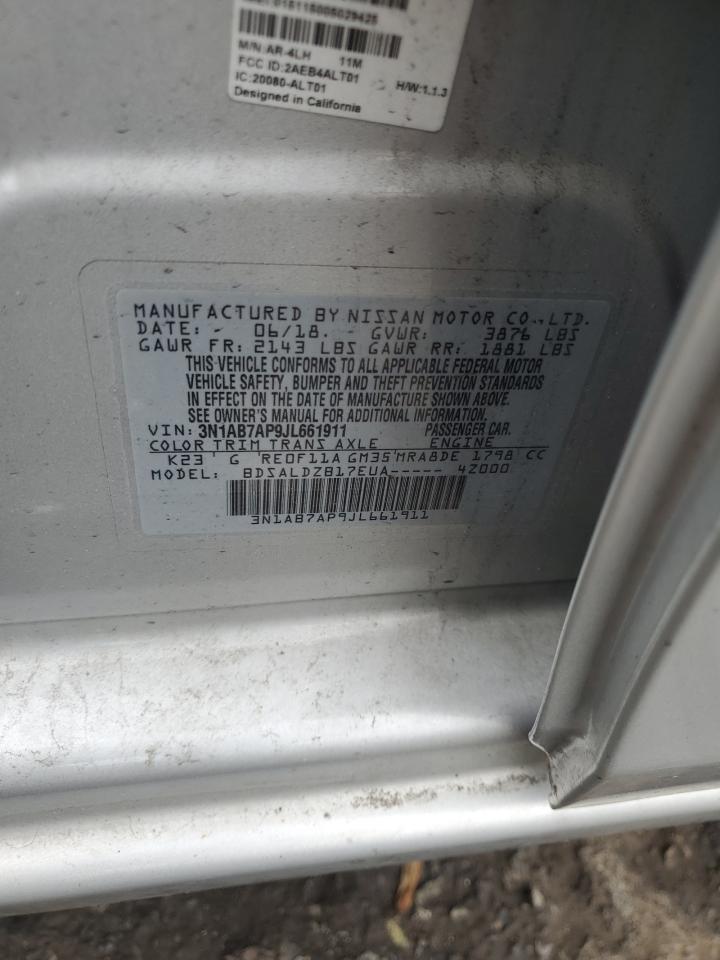 015115005029425
M/N:AR-4LH 11M
FCC ID:2AEB4ALT01
IC:20080-ALT01 H/W:1.1.3
Designed in California
MANUFACTURED BY NISSAN MOTOR CO.,LTD.
DATE: - 06/18. - GVWR: 3876 LBS
GAWR FR: 2143 LBS GAWR RR: 1881 LBS
THIS VEHICLE CONFORMS TO ALL APPLICABLE FEDERAL MOTOR
VEHICLE SAFETY, BUMPER AND THEFT PREVENTION STANDARDS
IN EFFECT ON THE DATE OF MANUFACTURE SHOWN ABOVE.
SEE OWNER'S MANUAL FOR ADDITIONAL INFORMATION.
VIN: 3N1AB7AP9JL661911 PASSENGER CAR.
COLOR TRIM TRANS AXLE ENGINE
K23 G RE0F11A GM35 MRA8DE 1798 CC
MODEL: BDSALDZB17EUA----- 4Z000
3N1AB7AP9JL661911